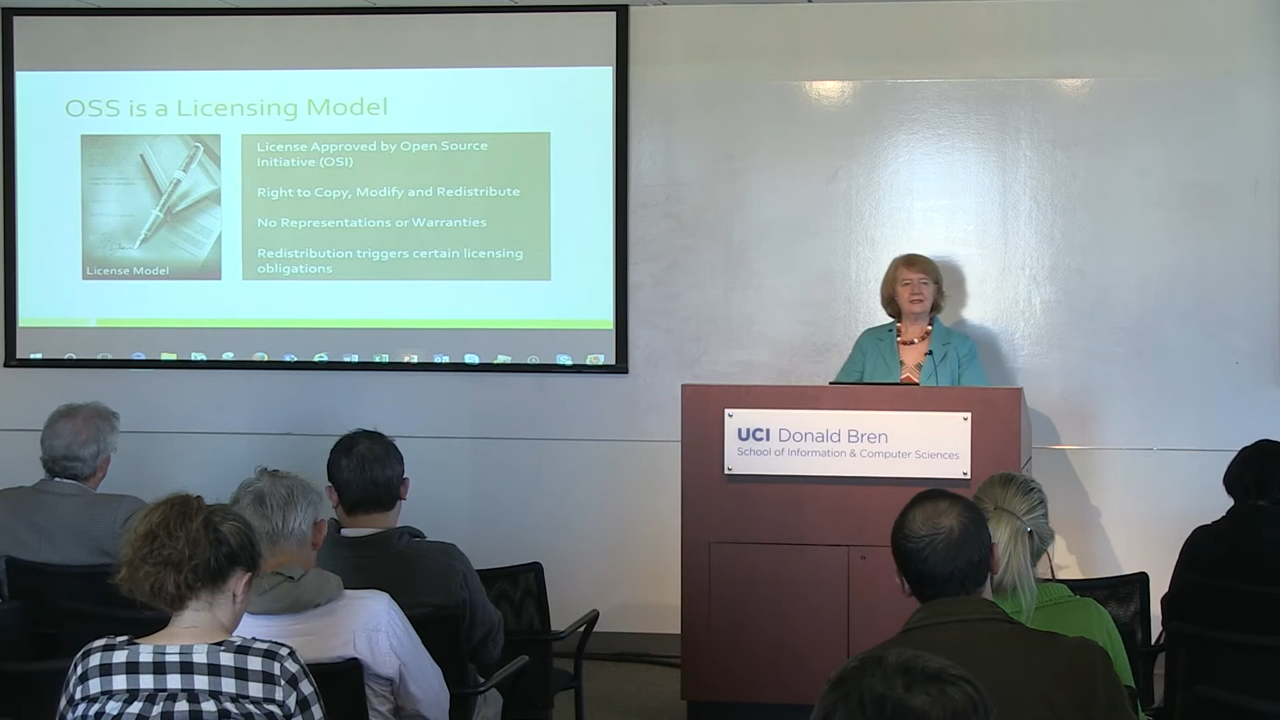 OSS is a Licensing Model
License Approved by Open Source
Initiative (OSI)
Right to Copy, Modify and Redistribute
No Representations or Warranties
Redistribution triggers certain licensing
obligations
License Model
UCI Donald Bren
School of Information & Computer Sciences